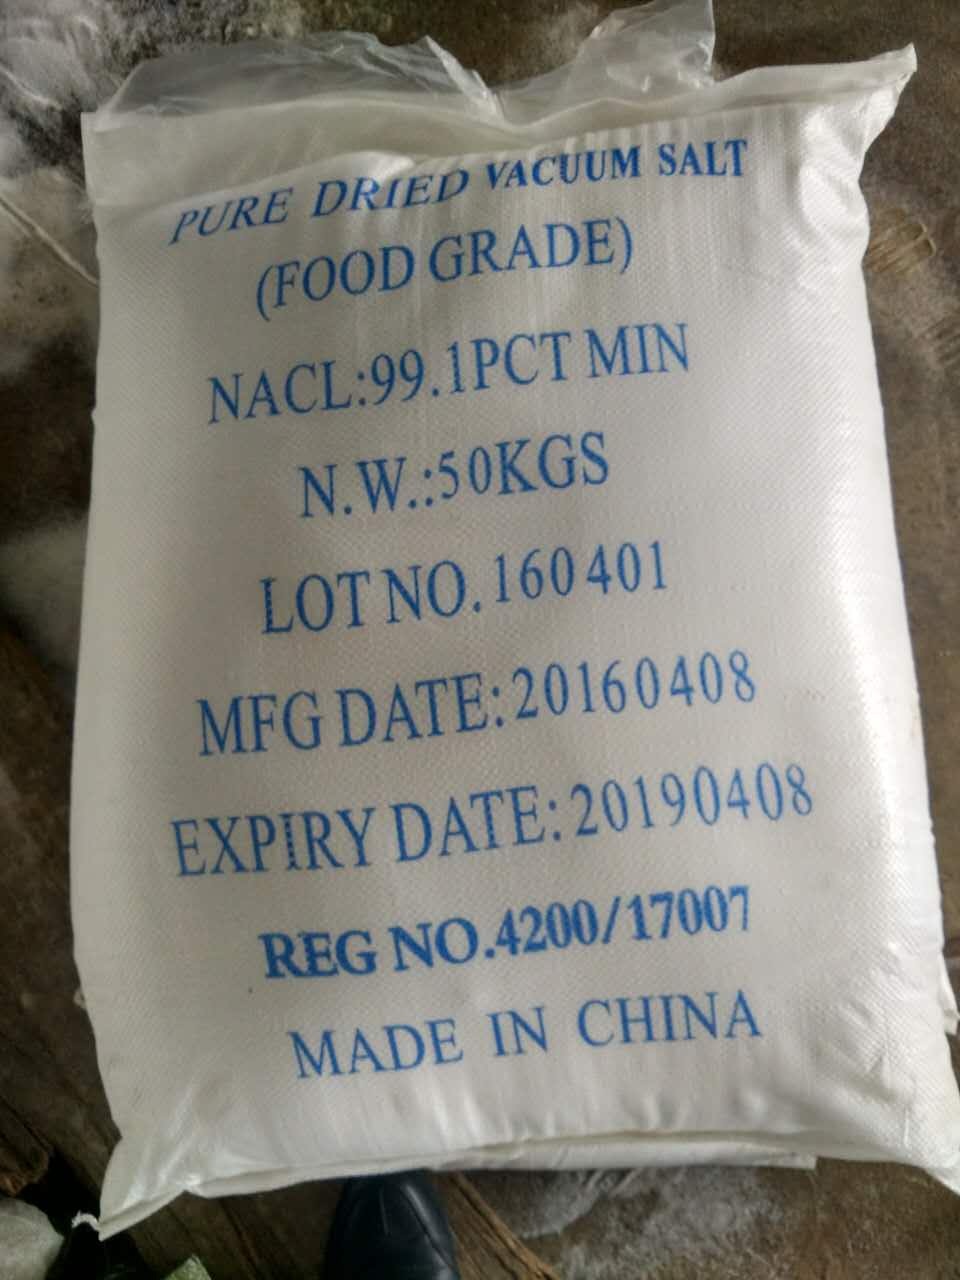 PURE DRIED VACUUM SALT
(FOOD GRADE)
NACL:99.1PCT MIN
N.W.:50KGS
LOT NO.160401
MFG DATE:20160408
EXPIRY DATE:20190408
REG NO.4200/17007
MADE IN CHINA